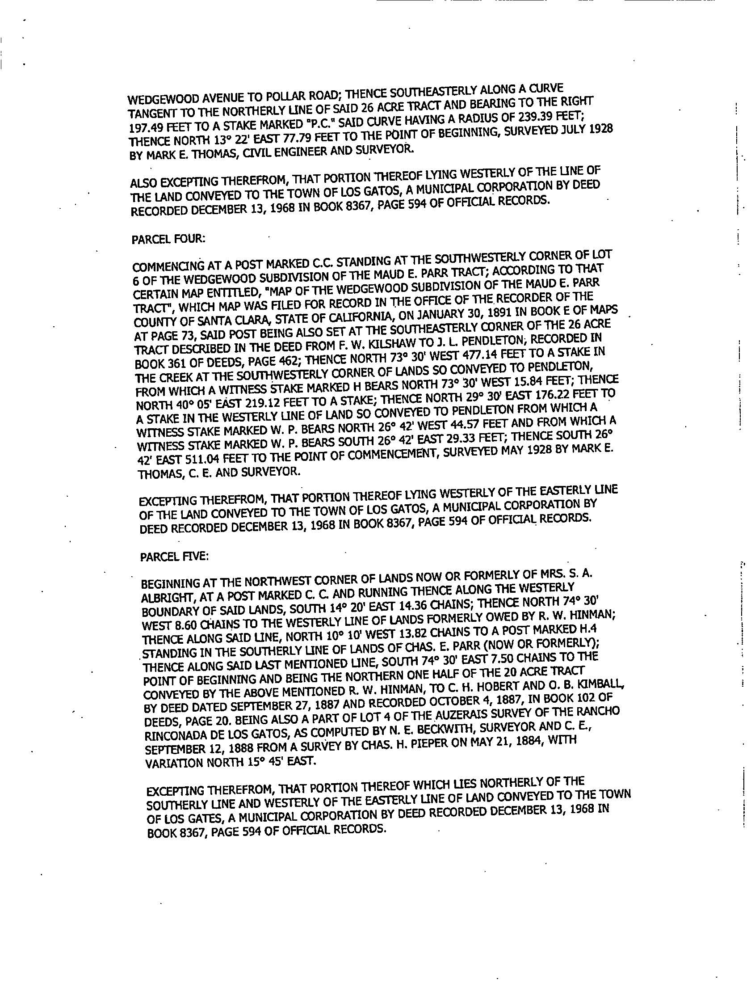 WEDGEWOOD AVENUE TO POLLAR ROAD; THENCE SOUTHEASTERLY ALONG A CURVE
TANGENT TO THE NORTHERLY LINE OF SAID 26 ACRE TRACT AND BEARING TO THE RIGHT
197.49 FEET TO A STAKE MARKED "P.C." SAID CURVE HAVING A RADIUS OF 239.39 FEET;
THENCE NORTH 13° 22' EAST 77.79 FEET TO THE POINT OF BEGINNING, SURVEYED JULY 1928
BY MARK E. THOMAS, CIVIL ENGINEER AND SURVEYOR.
ALSO EXCEPTING THEREFROM, THAT PORTION THEREOF LYING WESTERLY OF THE LINE OF
THE LAND CONVEYED TO THE TOWN OF LOS GATOS, A MUNICIPAL CORPORATION BY DEED
RECORDED DECEMBER 13, 1968 IN BOOK 8367, PAGE 594 OF OFFICIAL RECORDS.
PARCEL FOUR:
COMMENCING AT A POST MARKED C.C. STANDING AT THE SOUTHWESTERLY CORNER OF LOT
6 OF THE WEDGEWOOD SUBDIVISION OF THE MAUD E. PARR TRACT; ACCORDING TO THAT
CERTAIN MAP ENTITLED, "MAP OF THE WEDGEWOOD SUBDIVISION OF THE MAUD E. PARR
TRACT", WHICH MAP WAS FILED FOR RECORD IN THE OFFICE OF THE RECORDER OF THE
COUNTY OF SANTA CLARA, STATE OF CALIFORNIA, ON JANUARY 30, 1891 IN BOOK E OF MAPS
AT PAGE 73, SAID POST BEING ALSO SET AT THE SOUTHEASTERLY CORNER OF THE 26 ACRE
TRACT DESCRIBED IN THE DEED FROM F. W. KILSHAW TO J. L. PENDLETON, RECORDED IN
BOOK 361 OF DEEDS, PAGE 462; THENCE NORTH 73° 30' WEST 477.14 FEET TO A STAKE IN
THE CREEK AT THE SOUTHWESTERLY CORNER OF LANDS SO CONVEYED TO PENDLETON,
FROM WHICH A WITNESS STAKE MARKED H BEARS NORTH 73° 30' WEST 15.84 FEET; THENCE
NORTH 40° 05' EAST 219.12 FEET TO A STAKE; THENCE NORTH 29° 30' EAST 176.22 FEET TO
A STAKE IN THE WESTERLY LINE OF LAND SO CONVEYED TO PENDLETON FROM WHICH A
WITNESS STAKE MARKED W. P. BEARS NORTH 26° 42' WEST 44.57 FEET AND FROM WHICH A
WITNESS STAKE MARKED W. P. BEARS SOUTH 26° 42' EAST 29.33 FEET; THENCE SOUTH 26°
42' EAST 511.04 FEET TO THE POINT OF COMMENCEMENT, SURVEYED MAY 1928 BY MARK E.
THOMAS, C. E. AND SURVEYOR.
EXCEPTING THEREFROM, THAT PORTION THEREOF LYING WESTERLY OF THE EASTERLY LINE
OF THE LAND CONVEYED TO THE TOWN OF LOS GATOS, A MUNICIPAL CORPORATION BY
DEED RECORDED DECEMBER 13, 1968 IN BOOK 8367, PAGE 594 OF OFFICIAL RECORDS.
PARCEL FIVE:
BEGINNING AT THE NORTHWEST CORNER OF LANDS NOW OR FORMERLY OF MRS. S. A.
ALBRIGHT, AT A POST MARKED C. C. AND RUNNING THENCE ALONG THE WESTERLY
BOUNDARY OF SAID LANDS, SOUTH 14° 20' EAST 14.36 CHAINS; THENCE NORTH 74° 30'
WEST 8.60 CHAINS TO THE WESTERLY LINE OF LANDS FORMERLY OWED BY R. W. HINMAN;
THENCE ALONG SAID LINE, NORTH 10° 10' WEST 13.82 CHAINS TO A POST MARKED H.4
STANDING IN THE SOUTHERLY LINE OF LANDS OF CHAS. E. PARR (NOW OR FORMERLY);
THENCE ALONG SAID LAST MENTIONED LINE, SOUTH 74° 30' EAST 7.50 CHAINS TO THE
POINT OF BEGINNING AND BEING THE NORTHERN ONE HALF OF THE 20 ACRE TRACT
CONVEYED BY THE ABOVE MENTIONED R. W. HINMAN, TO C. H. HOBERT AND O. B. KIMBALL,
BY DEED DATED SEPTEMBER 27, 1887 AND RECORDED OCTOBER 4, 1887, IN BOOK 102 OF
DEEDS, PAGE 20. BEING ALSO A PART OF LOT 4 OF THE AUZERAIS SURVEY OF THE RANCHO
RINCONADA DE LOS GATOS, AS COMPUTED BY N. E. BECKWITH, SURVEYOR AND C. E.,
SEPTEMBER 12, 1888 FROM A SURVEY BY CHAS. H. PIEPER ON MAY 21, 1884, WITH
VARIATION NORTH 15° 45' EAST.
EXCEPTING THEREFROM, THAT PORTION THEREOF WHICH LIES NORTHERLY OF THE
SOUTHERLY LINE AND WESTERLY OF THE EASTERLY LINE OF LAND CONVEYED TO THE TOWN
OF LOS GATES, A MUNICIPAL CORPORATION BY DEED RECORDED DECEMBER 13, 1968 IN
BOOK 8367, PAGE 594 OF OFFICIAL RECORDS.